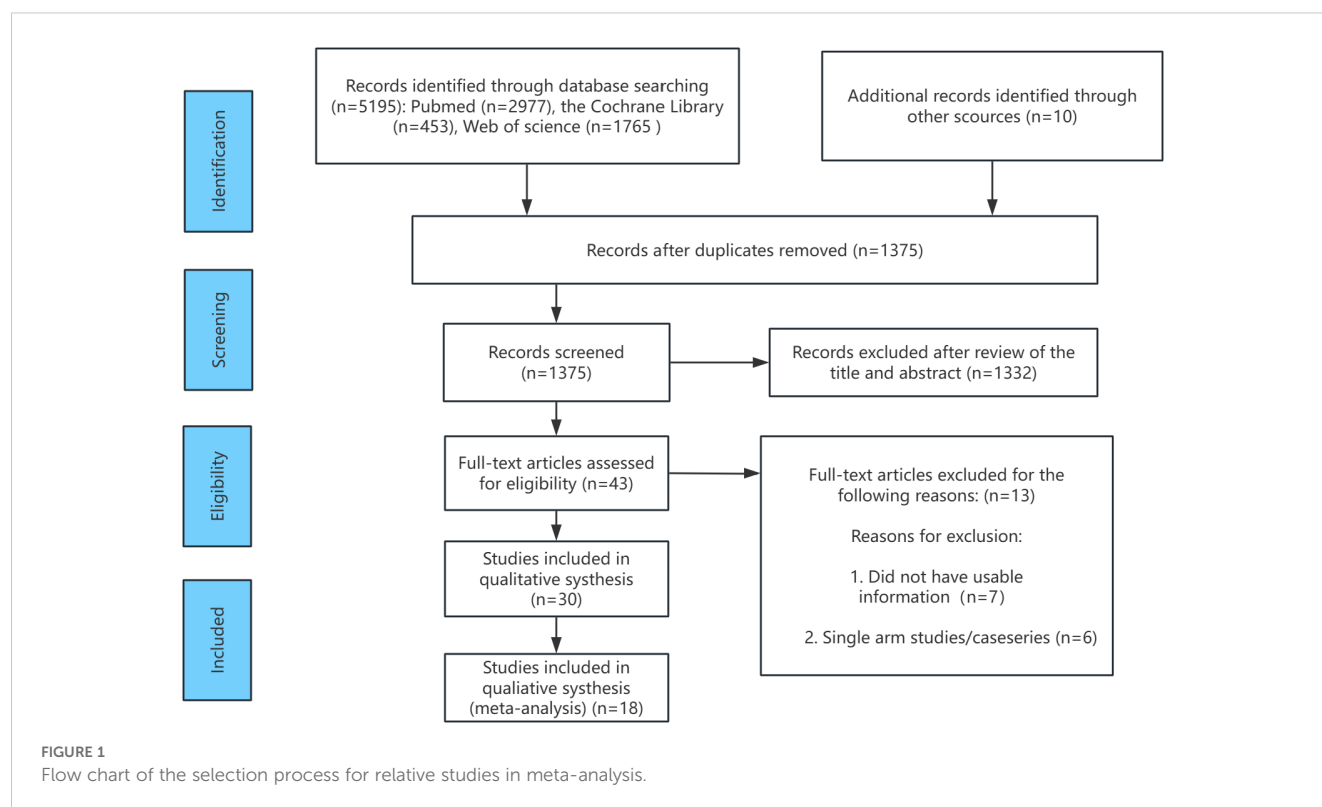 Identification
Records identified through database searching
(n=5195): Pubmed (n=2977), the Cochrane Library
(n=453), Web of science (n=1765 )
Additional records identified through
other scources (n=10)
Records after duplicates removed (n=1375)
Screening
Records screened
(n=1375)
Records excluded after review of the
title and abstract (n=1332)
Eligibility
Full-text articles assessed
for eligibility (n=43)
Full-text articles excluded for the
following reasons: (n=13)
Reasons for exclusion:
1. Did not have usable
information (n=7)
2. Single arm studies/caseseries (n=6)
Studies included in
qualitative systhesis
(n=30)
Included
Studies included in
qualiative systhesis
(meta-analysis) (n=18)
FIGURE 1
Flow chart of the selection process for relative studies in meta-analysis.